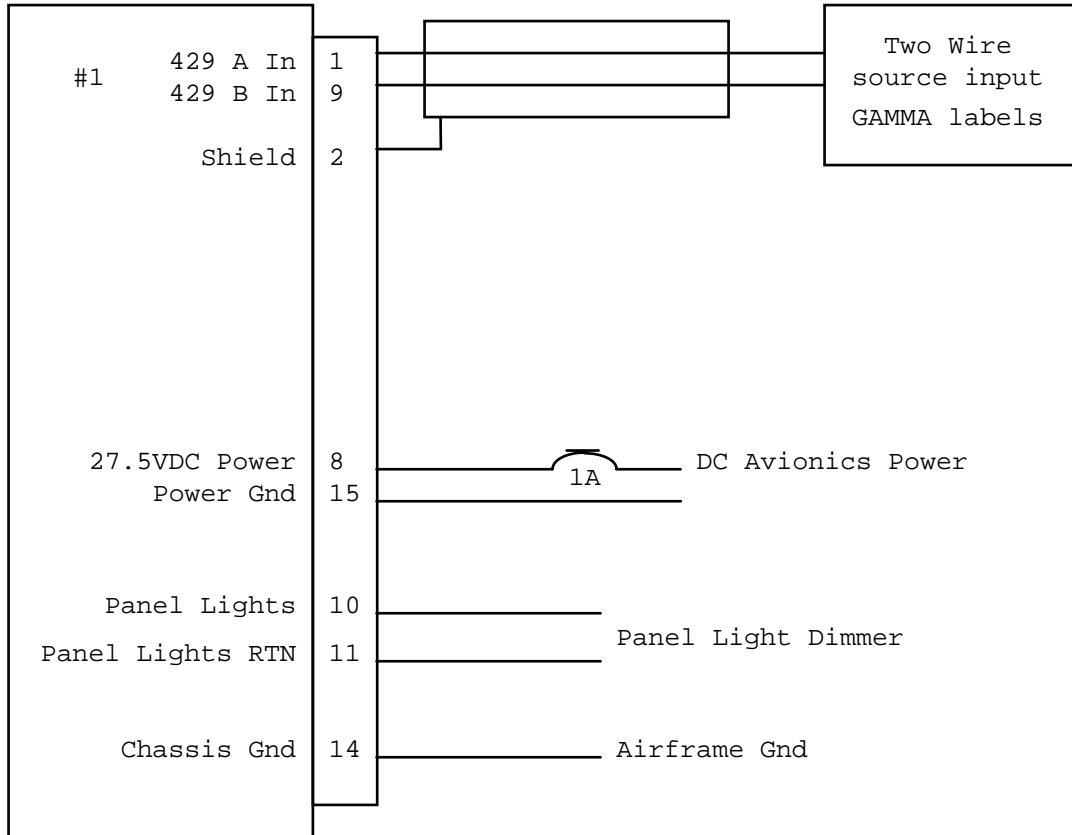 #1
429 A In 1
429 B In 9
Shield 2
Two Wire
source input
GAMMA labels
27.5VDC Power 8
1A
DC Avionics Power
Power Gnd 15
Panel Lights 10
Panel Light Dimmer
Panel Lights RTN 11
Chassis Gnd 14
Airframe Gnd